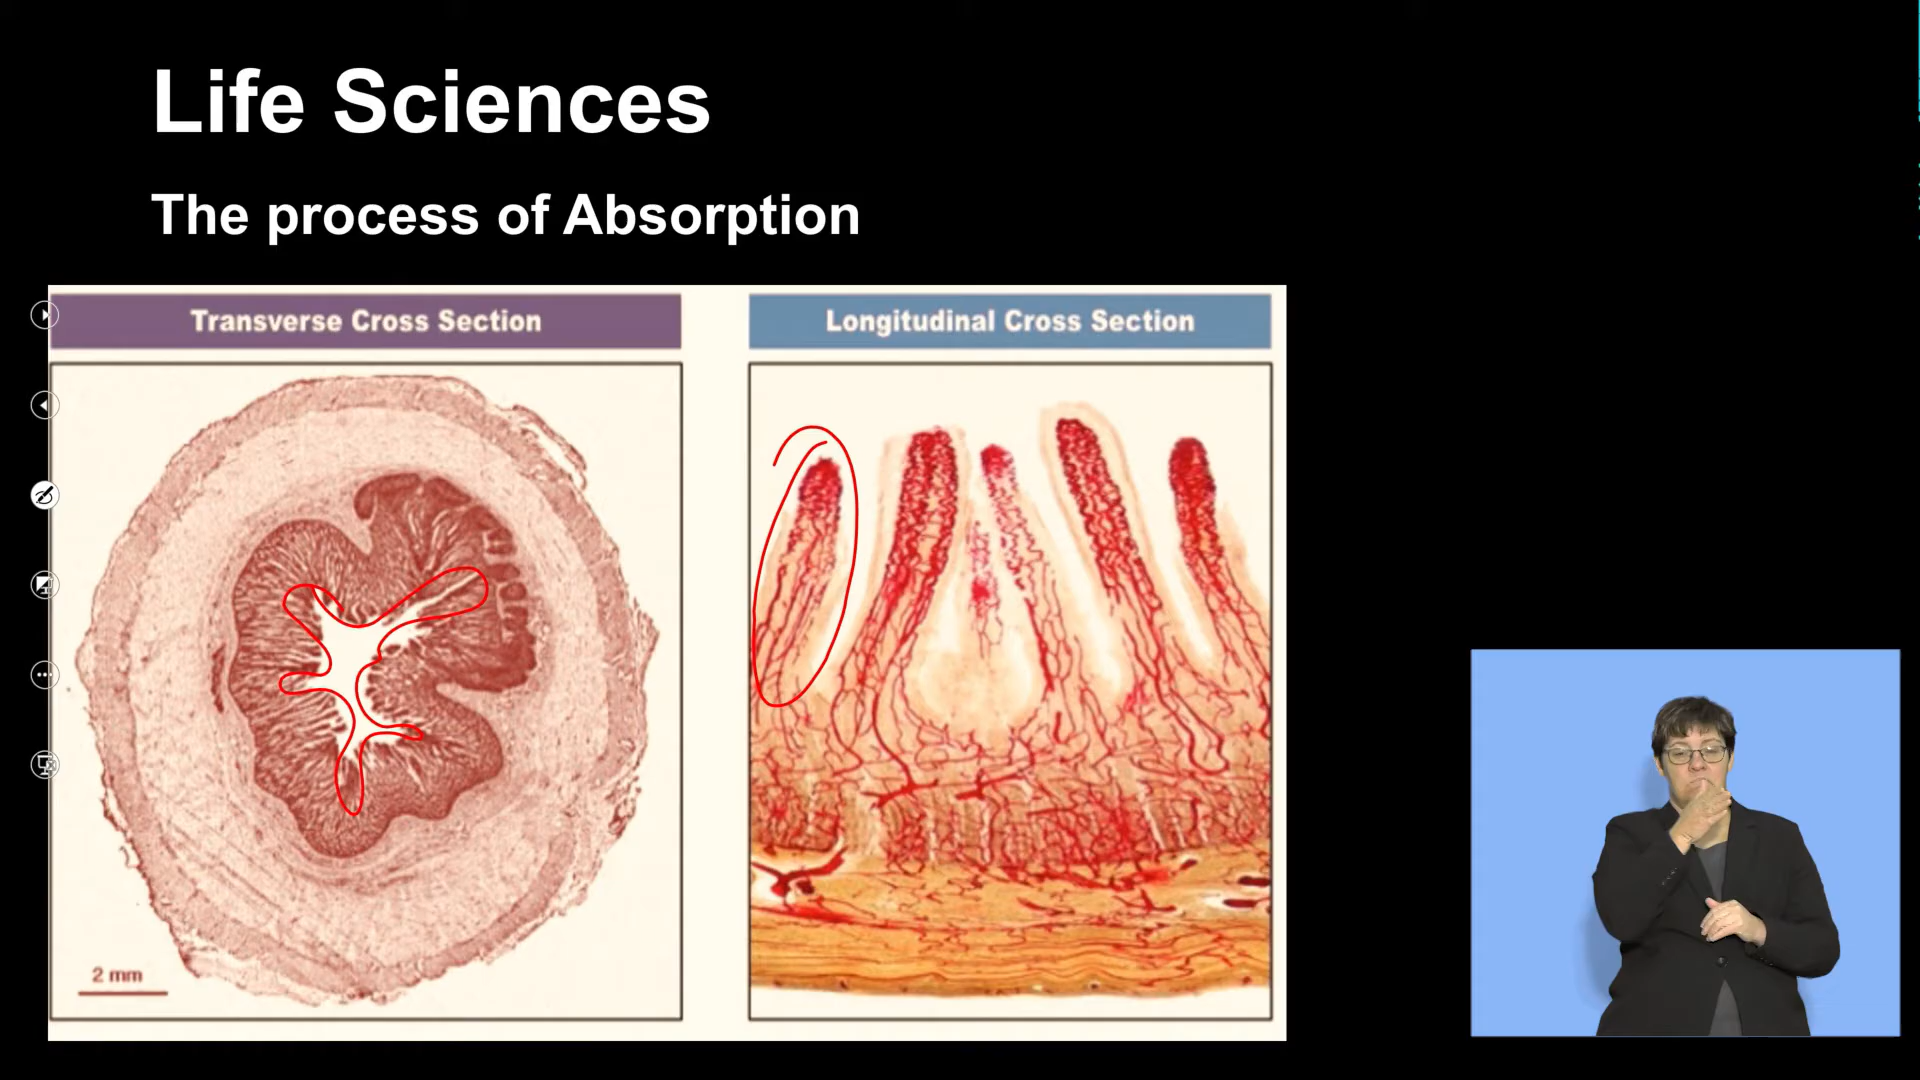 Life Sciences
The process of Absorption
Transverse Cross Section
Longitudinal Cross Section
2 mm